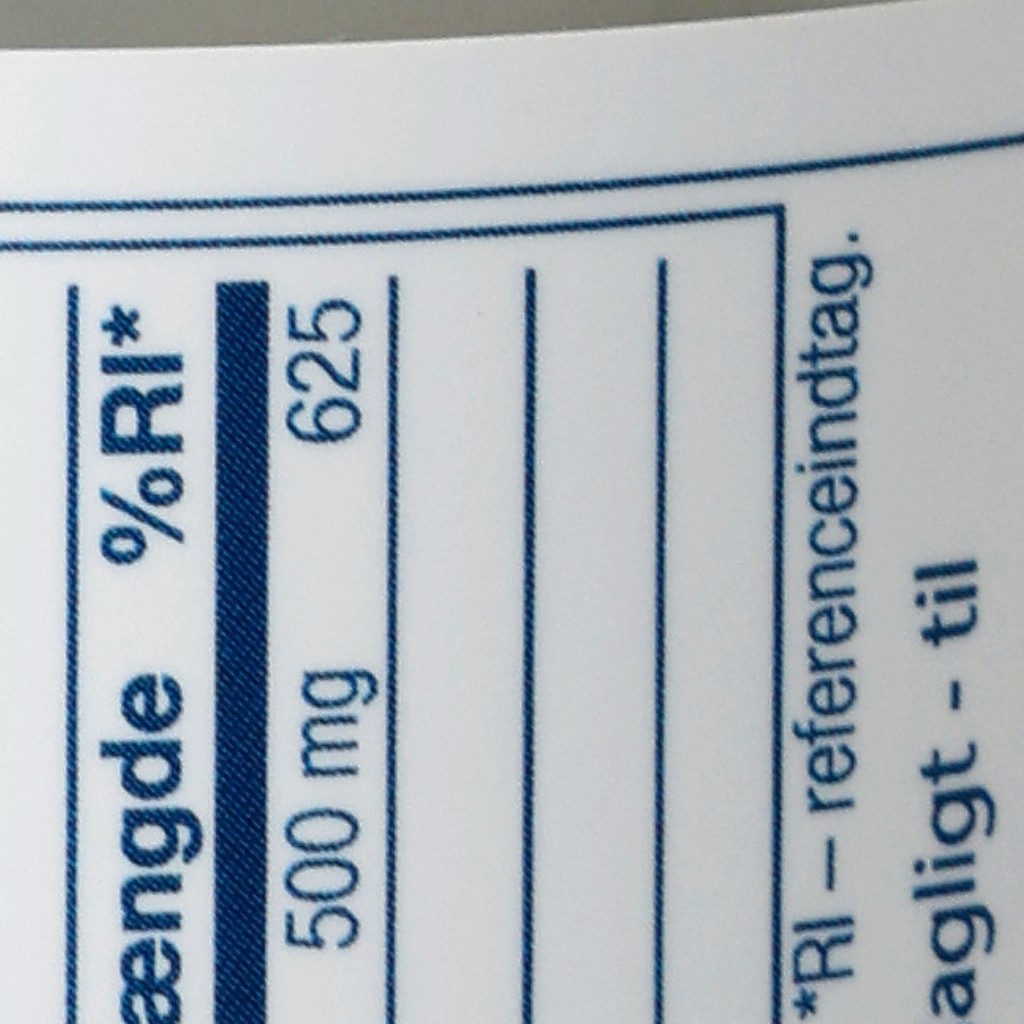 ængde %RI*
500 mg 625
*RI – referenceindtag.
agligt - til